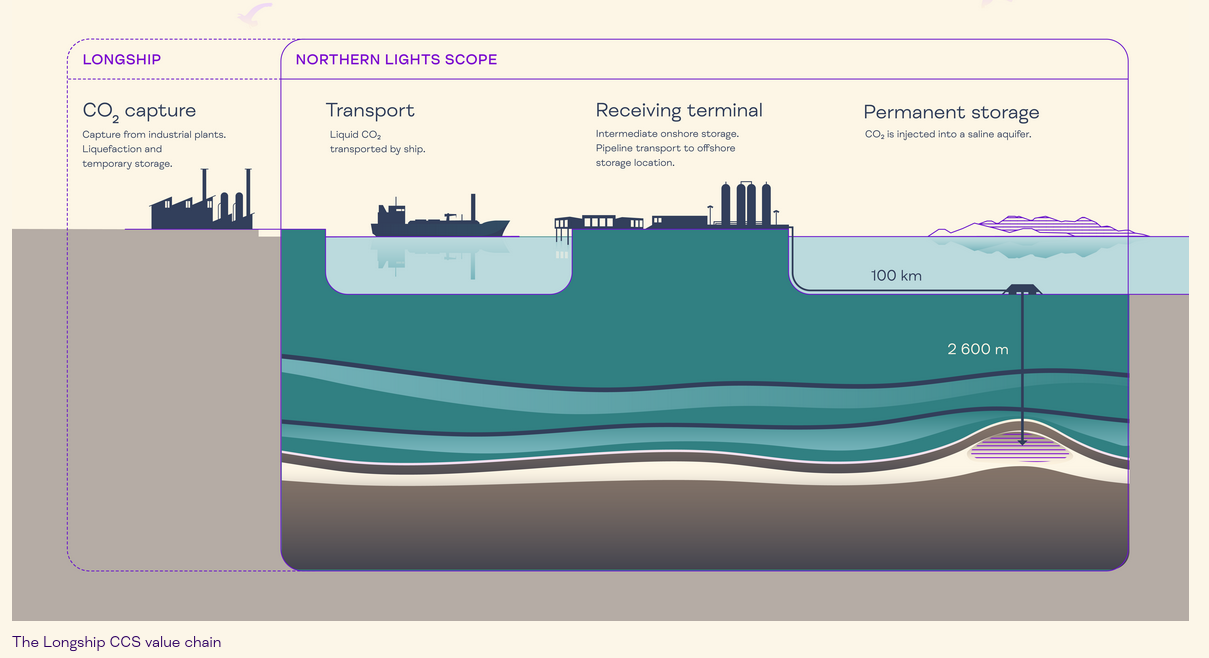 LONGSHIP
NORTHERN LIGHTS SCOPE
CO₂ capture
Capture from industrial plants.
Liquefaction and
temporary storage.
Transport
Liquid CO₂
transported by ship.
Receiving terminal
Intermediate onshore storage.
Pipeline transport to offshore
storage location.
Permanent storage
CO₂ is injected into a saline aquifer.
100 km
2 600 m
The Longship CCS value chain